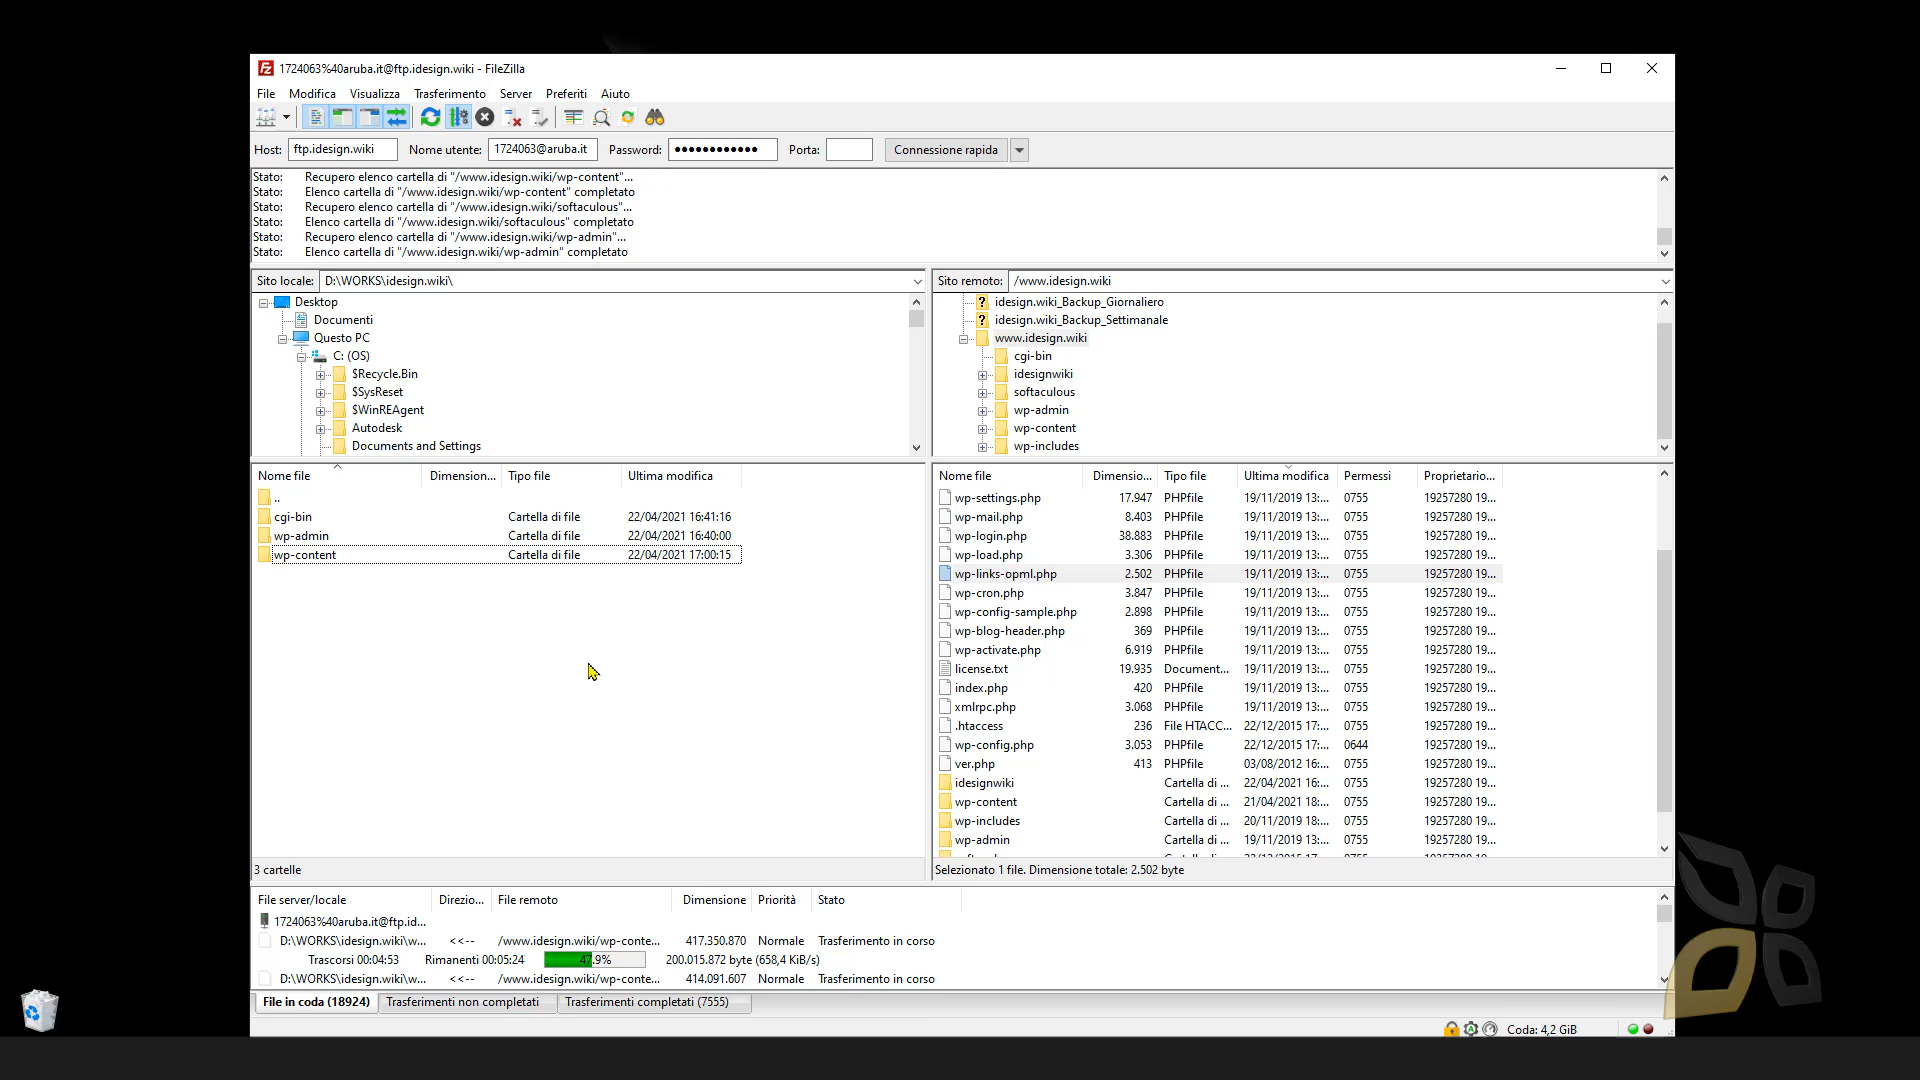 1724063%40aruba.it@ftp.idesign.wiki - FileZilla
File Modifica Visualizza Trasferimento Server Preferiti Aiuto
Host: ftp.idesign.wiki Nome utente: 1724063@aruba.it Password: ●●●●●●●●●●●● Porta: Connessione rapida
Stato: Recupero elenco cartella di "/www.idesign.wiki/wp-content"...
Stato: Elenco cartella di "/www.idesign.wiki/wp-content" completato
Stato: Recupero elenco cartella di "/www.idesign.wiki/softaculous"...
Stato: Elenco cartella di "/www.idesign.wiki/softaculous" completato
Stato: Recupero elenco cartella di "/www.idesign.wiki/wp-admin"...
Stato: Elenco cartella di "/www.idesign.wiki/wp-admin" completato
Sito locale: D:\WORKS\idesign.wiki\
Desktop
Documenti
Questo PC
C: (OS)
$Recycle.Bin
$SysReset
$WinREAgent
Autodesk
Documents and Settings
Sito remoto: /www.idesign.wiki
idesign.wiki_Backup_Giornaliero
idesign.wiki_Backup_Settimanale
www.idesign.wiki
cgi-bin
idesignwiki
softaculous
wp-admin
wp-content
wp-includes
Nome file Dimension... Tipo file Ultima modifica
..
cgi-bin Cartella di file 22/04/2021 16:41:16
wp-admin Cartella di file 22/04/2021 16:40:00
wp-content Cartella di file 22/04/2021 17:00:15
3 cartelle
Nome file Dimensio... Tipo file Ultima modifica Permessi Proprietario...
wp-settings.php 17.947 PHPfile 19/11/2019 13:... 0755 19257280 19...
wp-mail.php 8.403 PHPfile 19/11/2019 13:... 0755 19257280 19...
wp-login.php 38.883 PHPfile 19/11/2019 13:... 0755 19257280 19...
wp-load.php 3.306 PHPfile 19/11/2019 13:... 0755 19257280 19...
wp-links-opml.php 2.502 PHPfile 19/11/2019 13:... 0755 19257280 19...
wp-cron.php 3.847 PHPfile 19/11/2019 13:... 0755 19257280 19...
wp-config-sample.php 2.898 PHPfile 19/11/2019 13:... 0755 19257280 19...
wp-blog-header.php 369 PHPfile 19/11/2019 13:... 0755 19257280 19...
wp-activate.php 6.919 PHPfile 19/11/2019 13:... 0755 19257280 19...
license.txt 19.935 Document... 19/11/2019 13:... 0755 19257280 19...
index.php 420 PHPfile 19/11/2019 13:... 0755 19257280 19...
xmlrpc.php 3.068 PHPfile 19/11/2019 13:... 0755 19257280 19...
.htaccess 236 File HTACC... 22/12/2015 17:... 0755 19257280 19...
wp-config.php 3.053 PHPfile 22/12/2015 17:... 0644 19257280 19...
ver.php 413 PHPfile 03/08/2012 16:... 0755 19257280 19...
idesignwiki Cartella di ... 22/04/2021 16:... 0755 19257280 19...
wp-content Cartella di ... 21/04/2021 18:... 0755 19257280 19...
wp-includes Cartella di ... 20/11/2019 18:... 0755 19257280 19...
wp-admin Cartella di ... 19/11/2019 13:... 0755 19257280 19...
Selezionato 1 file. Dimensione totale: 2.502 byte
File server/locale Direzio... File remoto Dimensione Priorità Stato
1724063%40aruba.it@ftp.id...
D:\WORKS\idesign.wiki\w... <<-- /www.idesign.wiki/wp-conte... 417.350.870 Normale Trasferimento in corso
Trascorsi 00:04:53 Rimanenti 00:05:24 47.9% 200.015.872 byte (658,4 KiB/s)
D:\WORKS\idesign.wiki\w... <<-- /www.idesign.wiki/wp-conte... 414.091.607 Normale Trasferimento in corso
File in coda (18924) Trasferimenti non completati Trasferimenti completati (7555)
Coda: 4,2 GiB